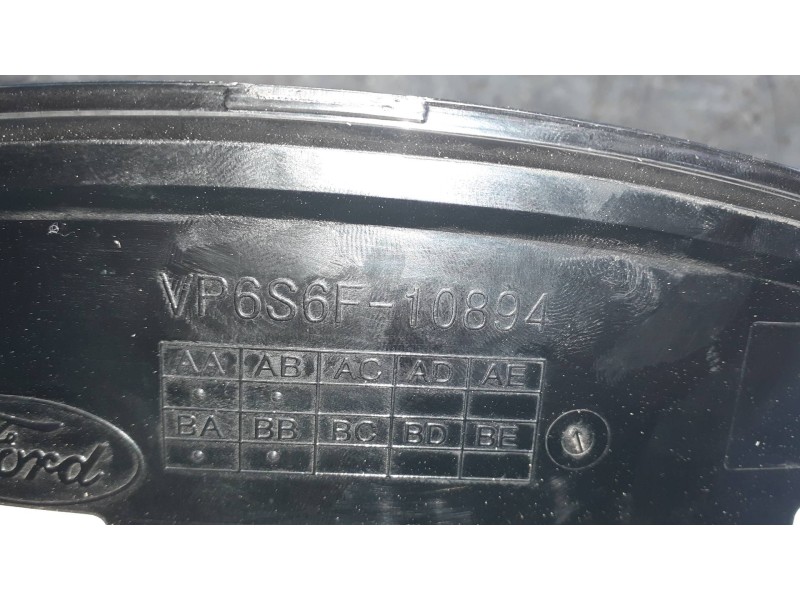 VP6S6F-10894
AA AB AC AD AE
BA BB BC BD BE
Ford
1